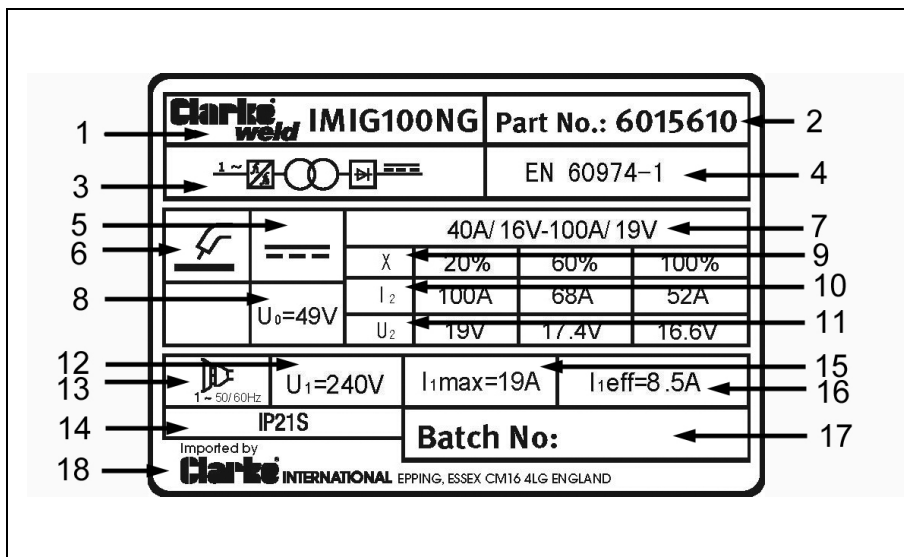 Clarke weld IMIG100NG Part No.: 6015610
1 2
1 ~ f1 f2 EN 60974-1
3 4
5 40A/ 16V-100A/ 19V 7
6
X 20% 60% 100% 9
8 I2 100A 68A 52A 10
U0=49V U2 19V 17.4V 16.6V 11
12 15
13 1 ~ 50/60Hz U1=240V I1max=19A I1eff=8.5A 16
14 IP21S Batch No: 17
Imported by
18 Clarke INTERNATIONAL EPPING, ESSEX CM16 4LG ENGLAND